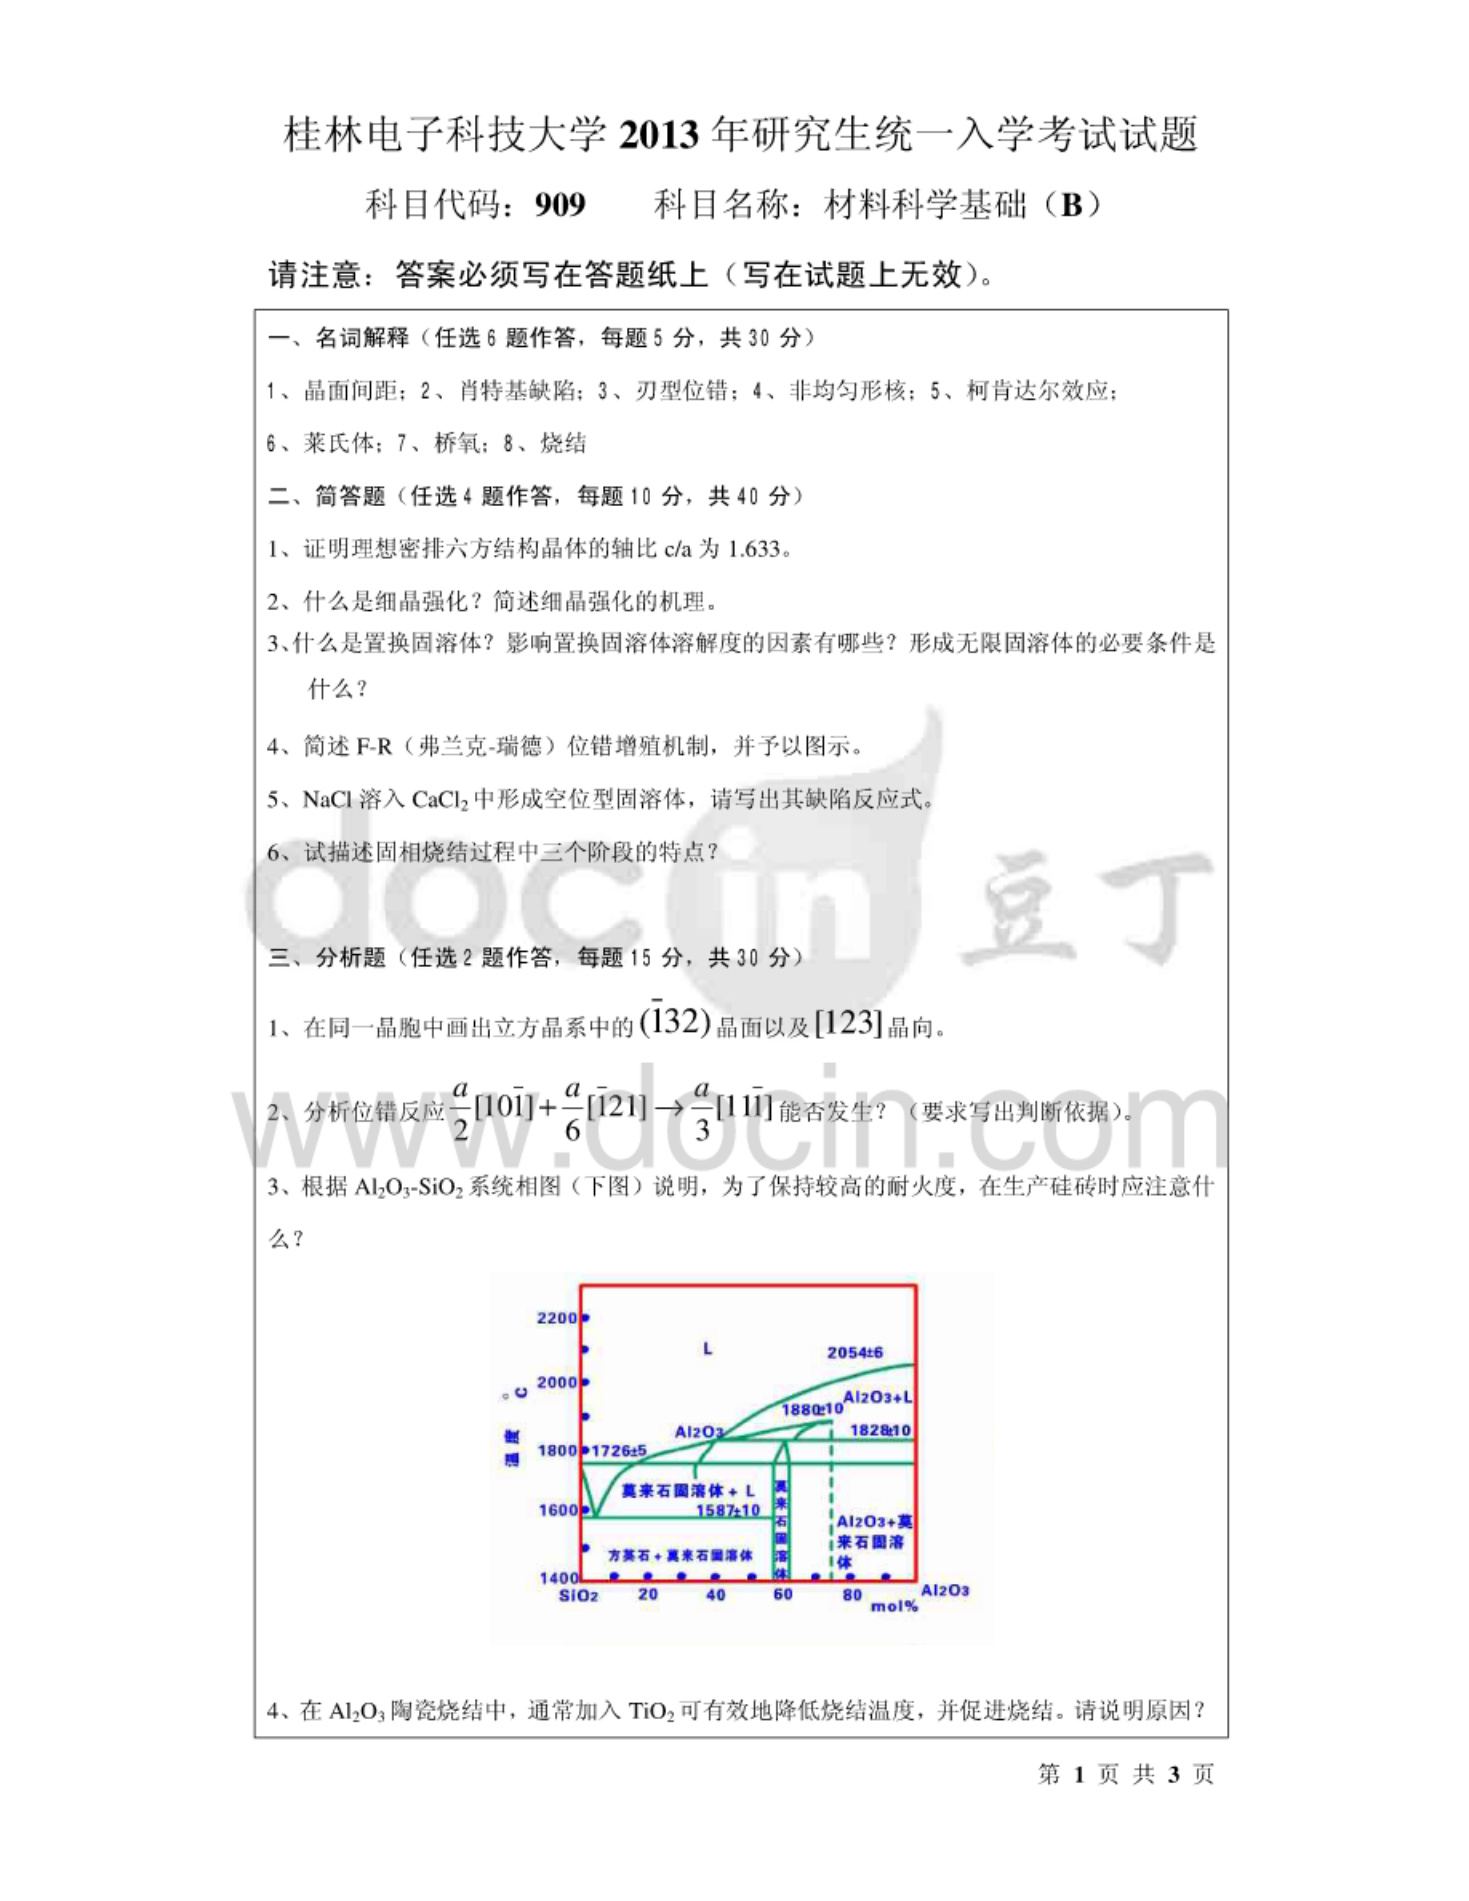 桂林电子科技大学 2013 年研究生统一入学考试试题
科目代码：909 科目名称：材料科学基础（B）
请注意：答案必须写在答题纸上（写在试题上无效）。
一、名词解释（任选 6 题作答，每题 5 分，共 30 分）
1、晶面间距；2、肖特基缺陷；3、刃型位错；4、非均匀形核；5、柯肯达尔效应；
6、莱氏体；7、桥氧；8、烧结
二、简答题（任选 4 题作答，每题 10 分，共 40 分）
1、证明理想密排六方结构晶体的轴比 c/a 为 1.633。
2、什么是细晶强化？简述细晶强化的机理。
3、什么是置换固溶体？影响置换固溶体溶解度的因素有哪些？形成无限固溶体的必要条件是
什么？
4、简述 F-R（弗兰克-瑞德）位错增殖机制，并予以图示。
5、NaCl 溶入 CaCl₂ 中形成空位型固溶体，请写出其缺陷反应式。
6、试描述固相烧结过程中三个阶段的特点？
docin 豆丁
三、分析题（任选 2 题作答，每题 15 分，共 30 分）
1、在同一晶胞中画出立方晶系中的 (1̄32) 晶面以及 [123] 晶向。
www.docin.com
2、分析位错反应 a/2[101̄]+a/6[1̄21]→a/3[111̄] 能否发生？（要求写出判断依据）。
3、根据 Al₂O₃-SiO₂ 系统相图（下图）说明，为了保持较高的耐火度，在生产硅砖时应注意什
么？
2200
L
2054±6
2000
℃
Al2O3+L
1880±10
Al2O3
1828±10
温度
1800
1726±5
莫来石固溶体 + L
莫来石固溶体
1600
1587±10
Al2O3+莫
来石固溶
体
方英石 + 莫来石固溶体
1400
SiO2 20 40 60 80 Al2O3
mol%
4、在 Al₂O₃ 陶瓷烧结中，通常加入 TiO₂ 可有效地降低烧结温度，并促进烧结。请说明原因？
第 1 页 共 3 页